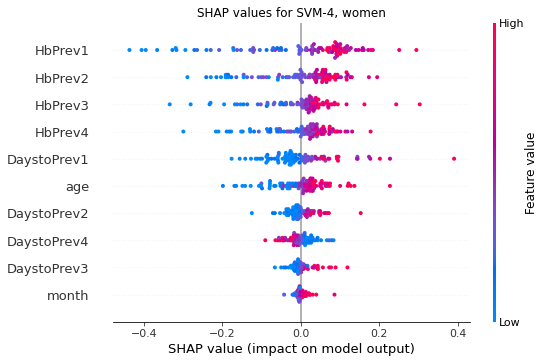 SHAP values for SVM-4, women
High
HbPrev1
HbPrev2
HbPrev3
HbPrev4
DaystoPrev1
age
DaystoPrev2
DaystoPrev4
DaystoPrev3
month
Feature value
Low
−0.4 −0.2 0.0 0.2 0.4
SHAP value (impact on model output)